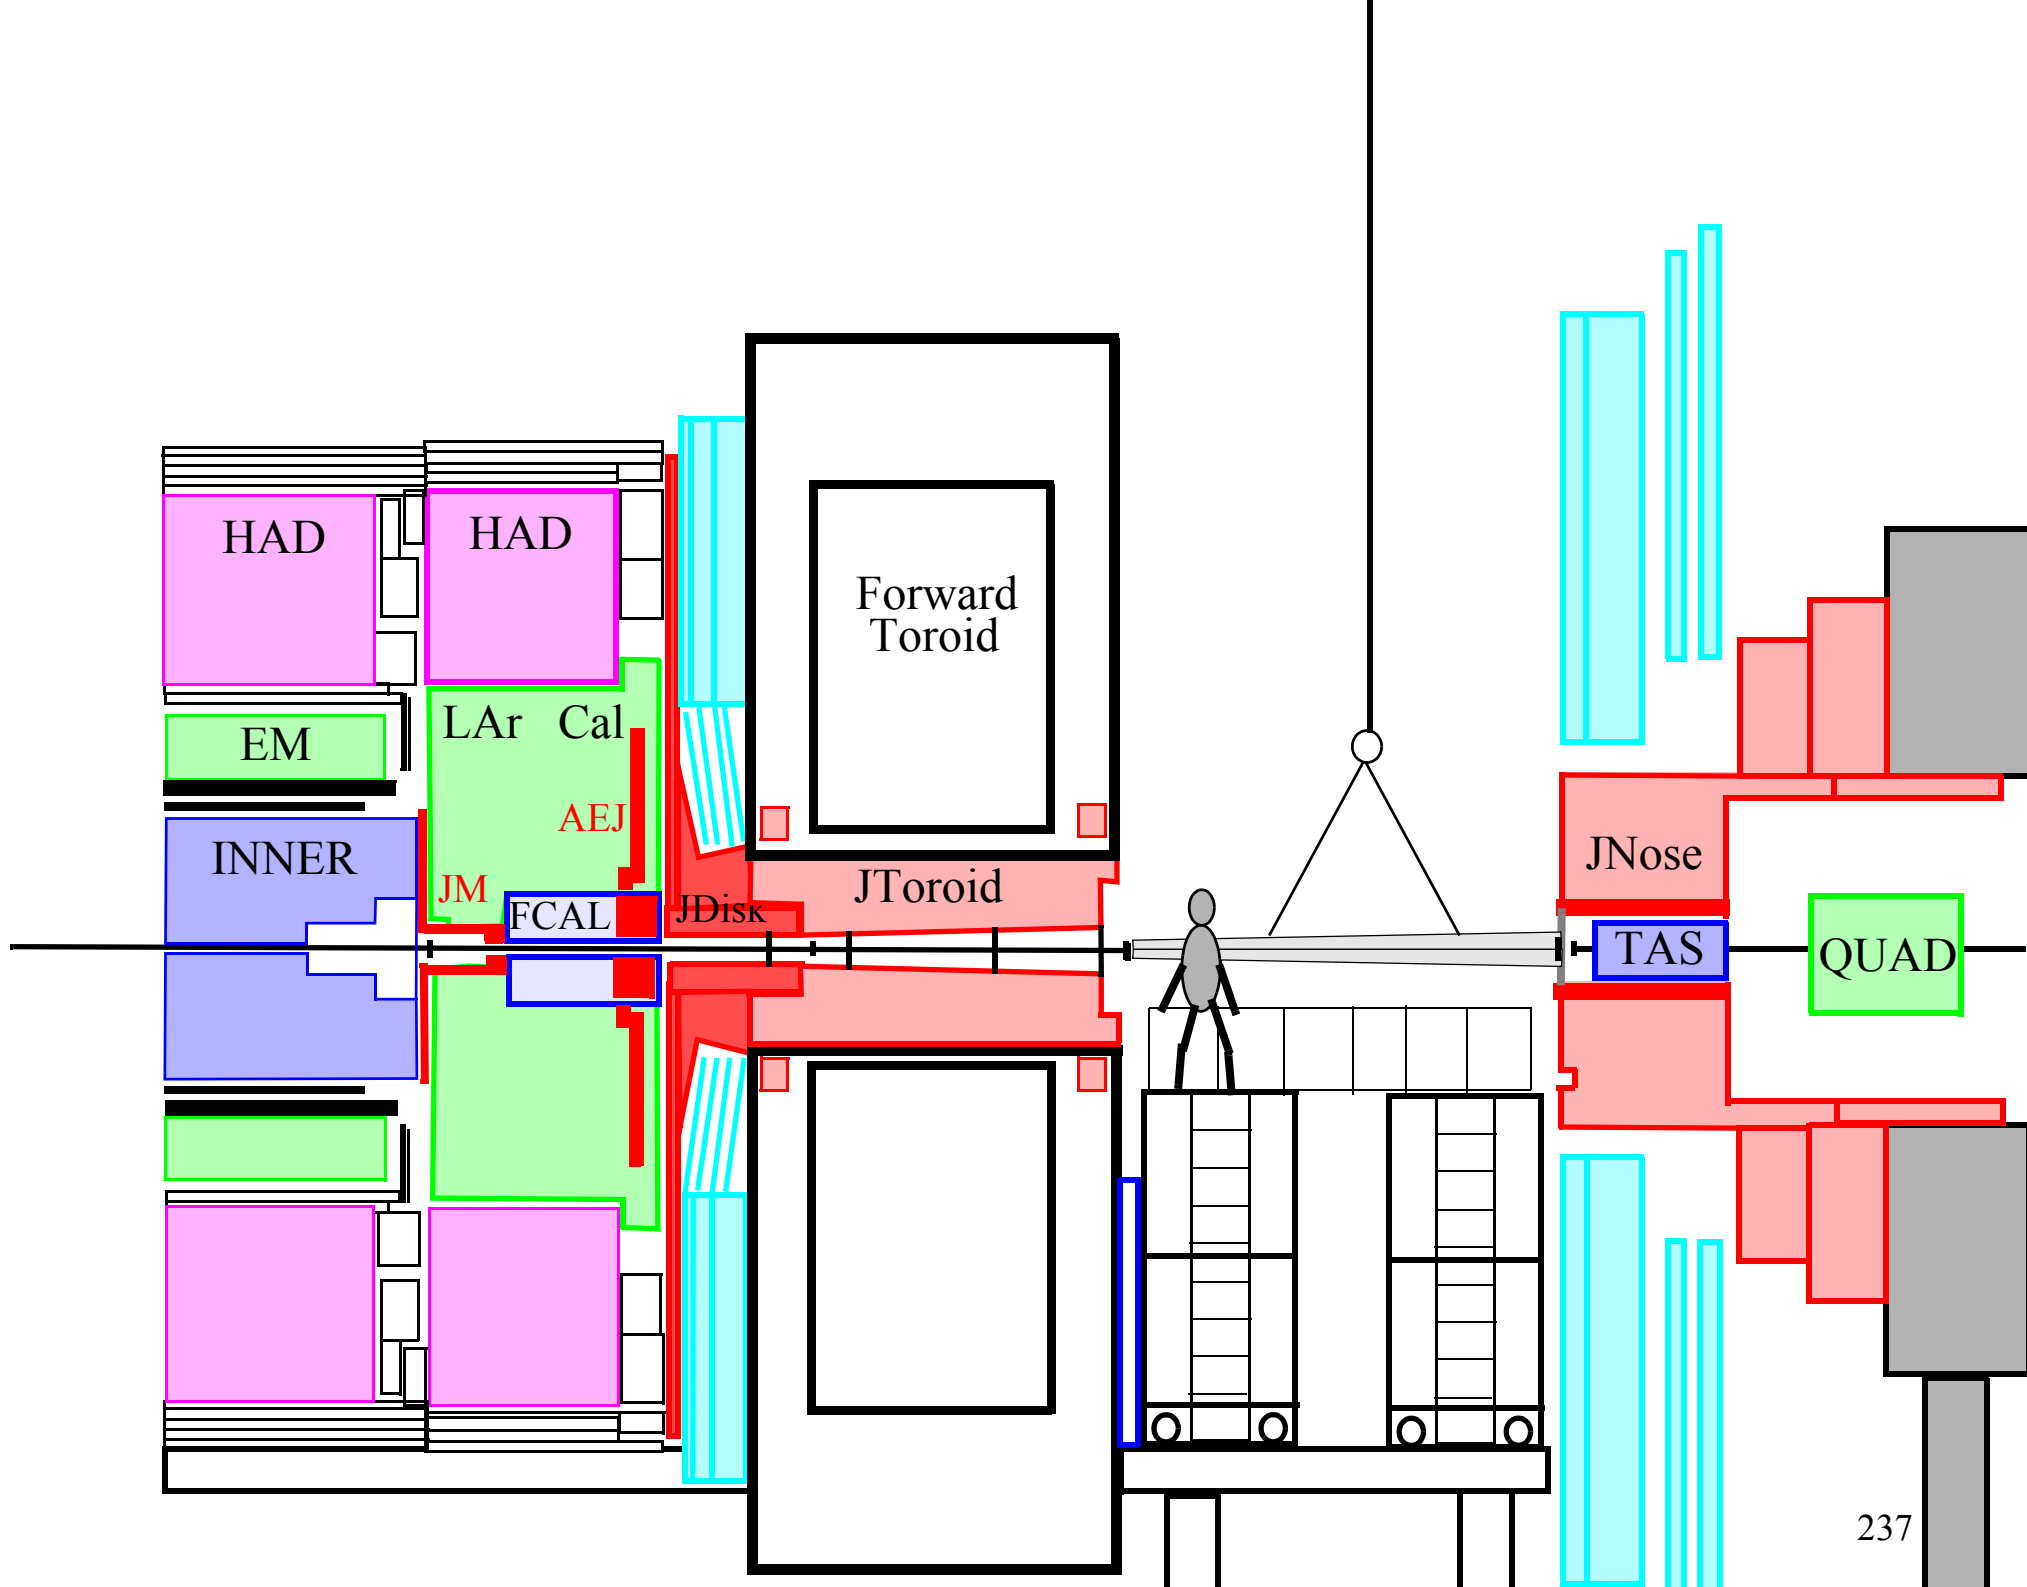 HAD
HAD
Forward
Toroid
LAr Cal
EM
AEJ
INNER
JM
FCAL
JDisk
JToroid
JNose
TAS
QUAD
237